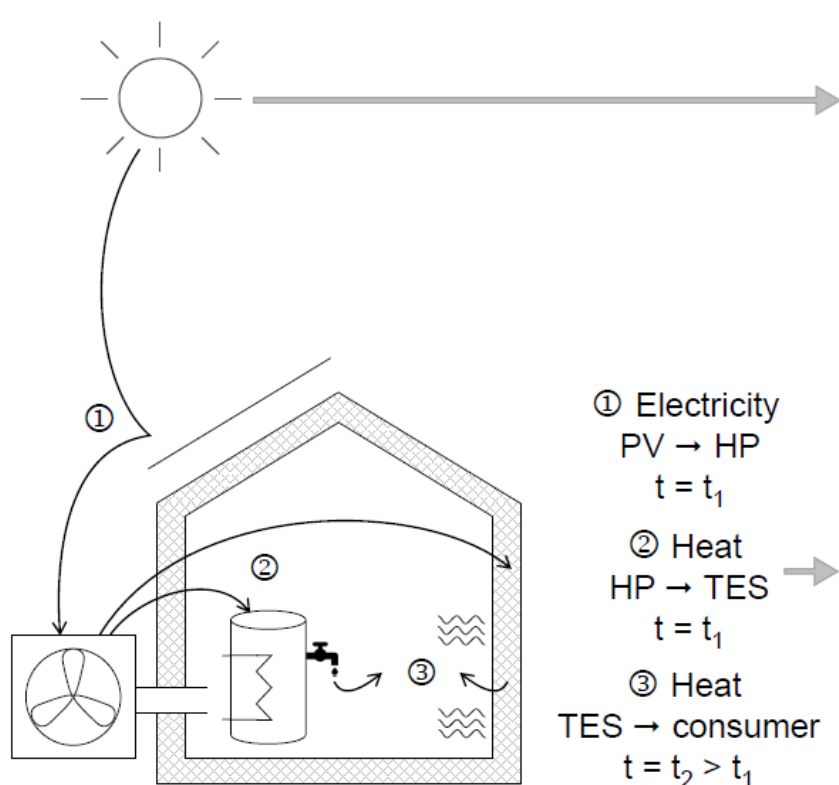 ①
②
③
① Electricity
PV → HP
t = t₁
② Heat
HP → TES
t = t₁
③ Heat
TES → consumer
t = t₂ > t₁